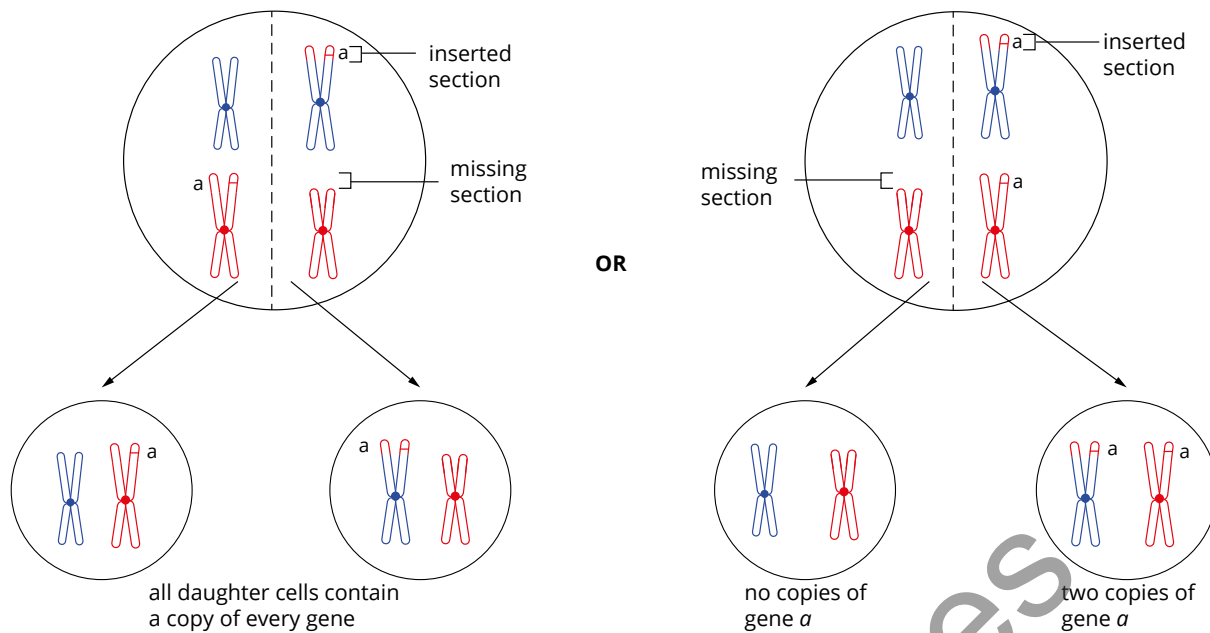 a
inserted
section
a
missing
section
a
all daughter cells contain
a copy of every gene
a
OR
a
inserted
section
missing
section
a
no copies of
gene a
a
a
two copies of
gene a
es